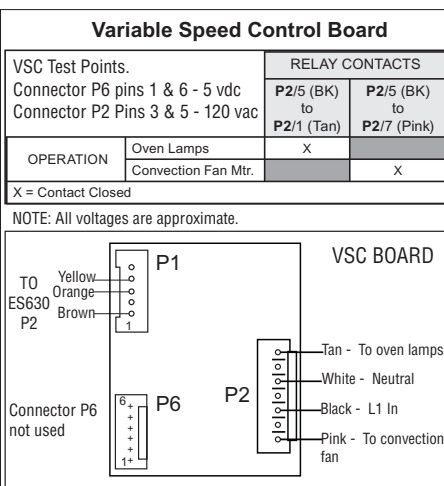 Variable Speed Control Board
VSC Test Points.
Connector P6 pins 1 & 6 - 5 vdc
Connector P2 Pins 3 & 5 - 120 vac
RELAY CONTACTS
P2/5 (BK)
to
P2/1 (Tan)
P2/5 (BK)
to
P2/7 (Pink)
OPERATION
Oven Lamps
X
Convection Fan Mtr.
X
X = Contact Closed
NOTE: All voltages are approximate.
VSC BOARD
TO
ES630
P2
Yellow
Orange
Brown
P1
1
Connector P6
not used
6
P6
1
P2
Tan - To oven lamps
White - Neutral
Black - L1 In
Pink - To convection
fan